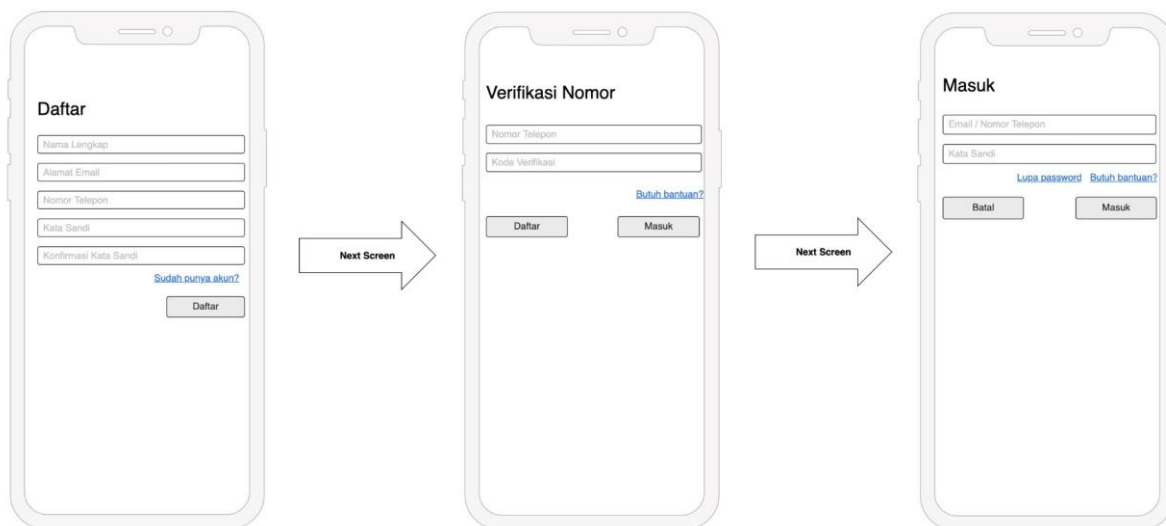 Daftar
Nama Lengkap
Alamat Email
Nomor Telepon
Kata Sandi
Konfirmasi Kata Sandi
Sudah punya akun?
Daftar
Next Screen
Verifikasi Nomor
Nomor Telepon
Kode Verifikasi
Butuh bantuan?
Daftar Masuk
Next Screen
Masuk
Email / Nomor Telepon
Kata Sandi
Lupa password Butuh bantuan?
Batal Masuk